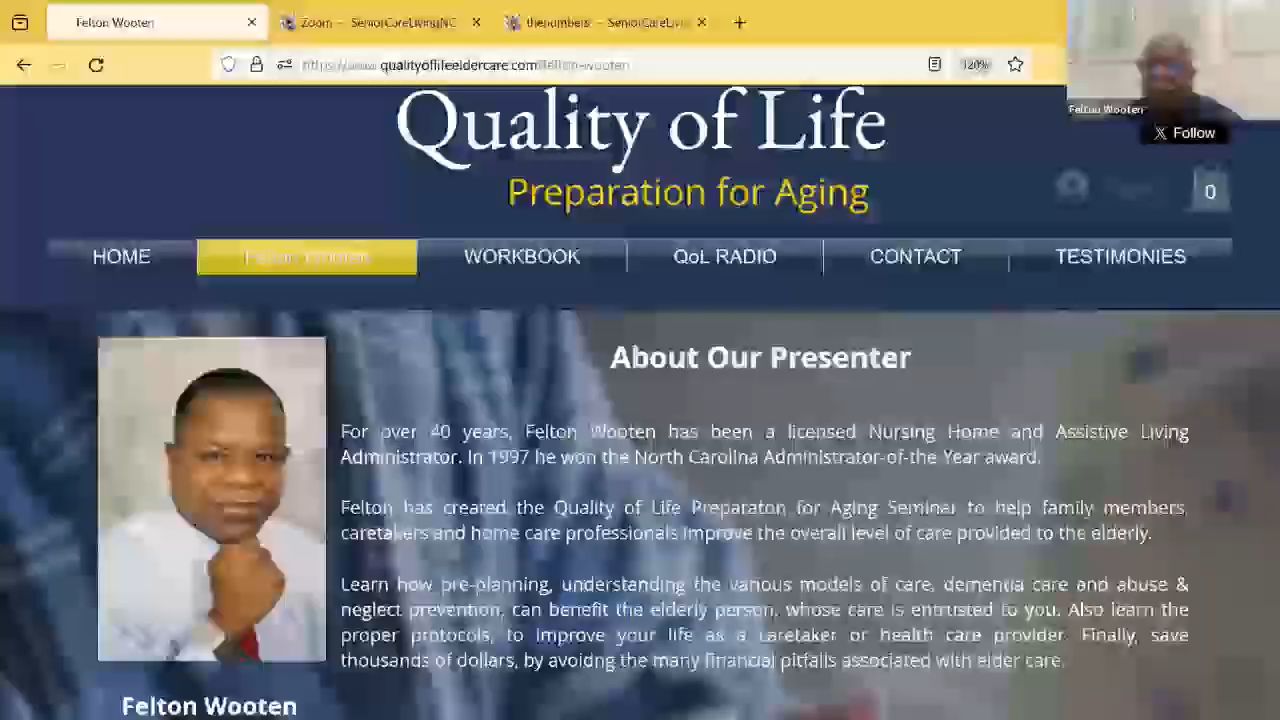 Felton Wooten
Zoom — SeniorCareLivingNC
thenumbers — SeniorCareLivi
https://www.qualityoflifeeldercare.com/felton-wooten
120%
Felton Wooten
Follow
Quality of Life
Preparation for Aging
0
HOME
Felton Wooten
WORKBOOK
QoL RADIO
CONTACT
TESTIMONIES
About Our Presenter
For over 40 years, Felton Wooten has been a licensed Nursing Home and Assistive Living
Administrator. In 1997 he won the North Carolina Administrator-of-the Year award.
Felton has created the Quality of Life Preparaton for Aging Seminar to help family members,
caretakers and home care professionals improve the overall level of care provided to the elderly.
Learn how pre-planning, understanding the various models of care, dementia care and abuse &
neglect prevention, can benefit the elderly person, whose care is entrusted to you. Also learn the
proper protocols, to improve your life as a caretaker or health care provider. Finally, save
thousands of dollars, by avoidng the many financial pitfalls associated with elder care.
Felton Wooten